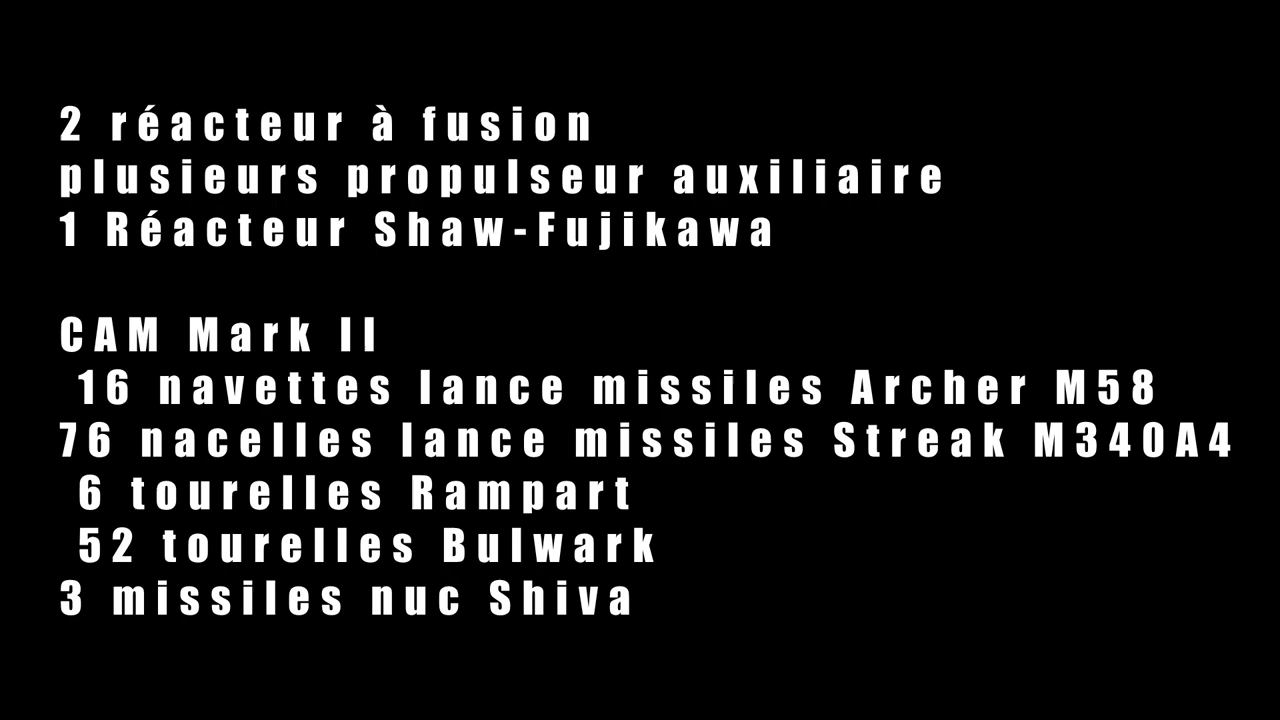 2 réacteur à fusion
plusieurs propulseur auxiliaire
1 Réacteur Shaw-Fujikawa
CAM Mark II
16 navettes lance missiles Archer M58
76 nacelles lance missiles Streak M340A4
6 tourelles Rampart
52 tourelles Bulwark
3 missiles nuc Shiva